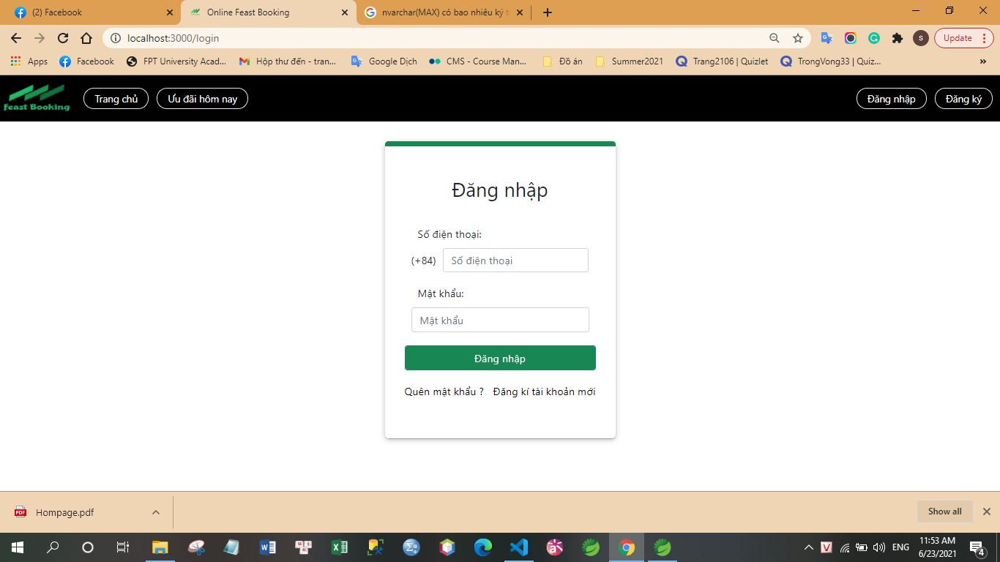 (2) Facebook
Online Feast Booking
nvarchar(MAX) có bao nhiêu ký t
localhost:3000/login
Update
Apps
Facebook
FPT University Acad...
Hộp thư đến - tran...
Google Dịch
CMS - Course Man...
Đồ án
Summer2021
Trang2106 | Quizlet
TrongVong33 | Quiz...
»
feast Booking
Trang chủ
Ưu đãi hôm nay
Đăng nhập
Đăng ký
Đăng nhập
Số điện thoại:
(+84) Số điện thoại
Mật khẩu:
Mật khẩu
Đăng nhập
Quên mật khẩu ? Đăng kí tài khoản mới
PDF Hompage.pdf
Show all
ENG
11:53 AM
6/23/2021
4